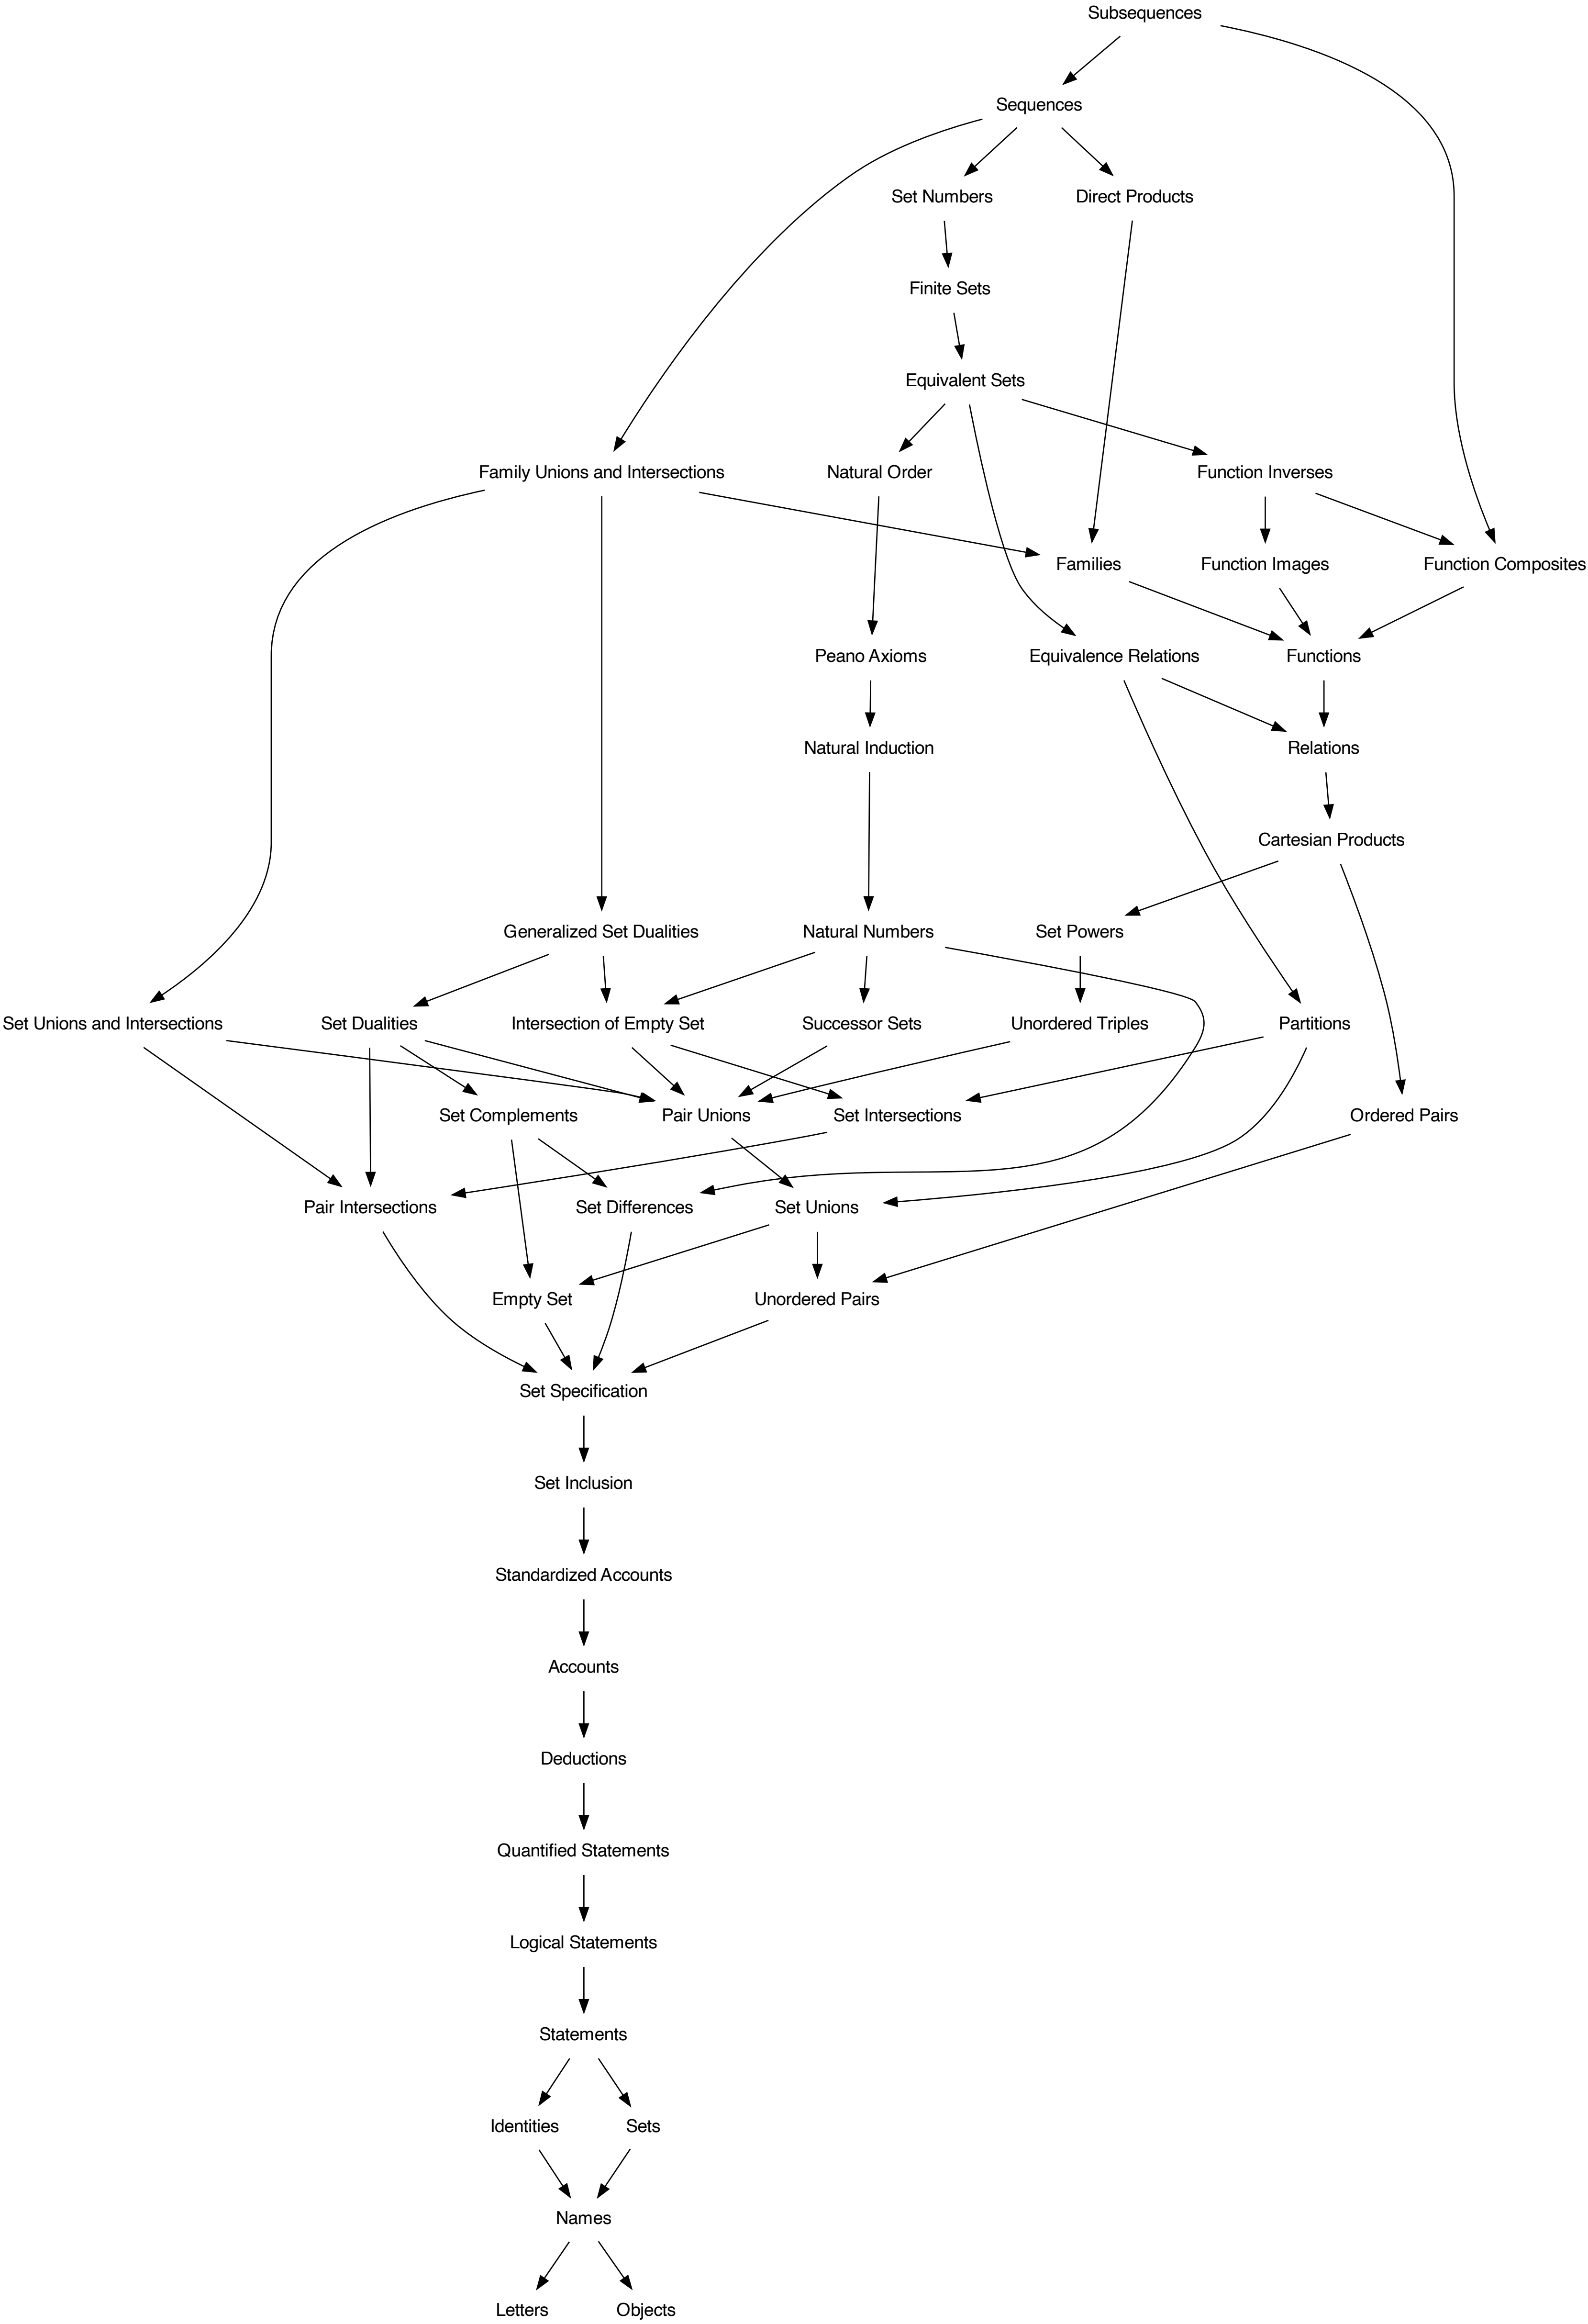 Subsequences
Sequences
Set Numbers
Direct Products
Finite Sets
Equivalent Sets
Family Unions and Intersections
Natural Order
Function Inverses
Families
Function Images
Function Composites
Peano Axioms
Equivalence Relations
Functions
Natural Induction
Relations
Cartesian Products
Generalized Set Dualities
Natural Numbers
Set Powers
Set Unions and Intersections
Set Dualities
Intersection of Empty Set
Successor Sets
Unordered Triples
Partitions
Set Complements
Pair Unions
Set Intersections
Ordered Pairs
Pair Intersections
Set Differences
Set Unions
Empty Set
Unordered Pairs
Set Specification
Set Inclusion
Standardized Accounts
Accounts
Deductions
Quantified Statements
Logical Statements
Statements
Identities
Sets
Names
Letters
Objects